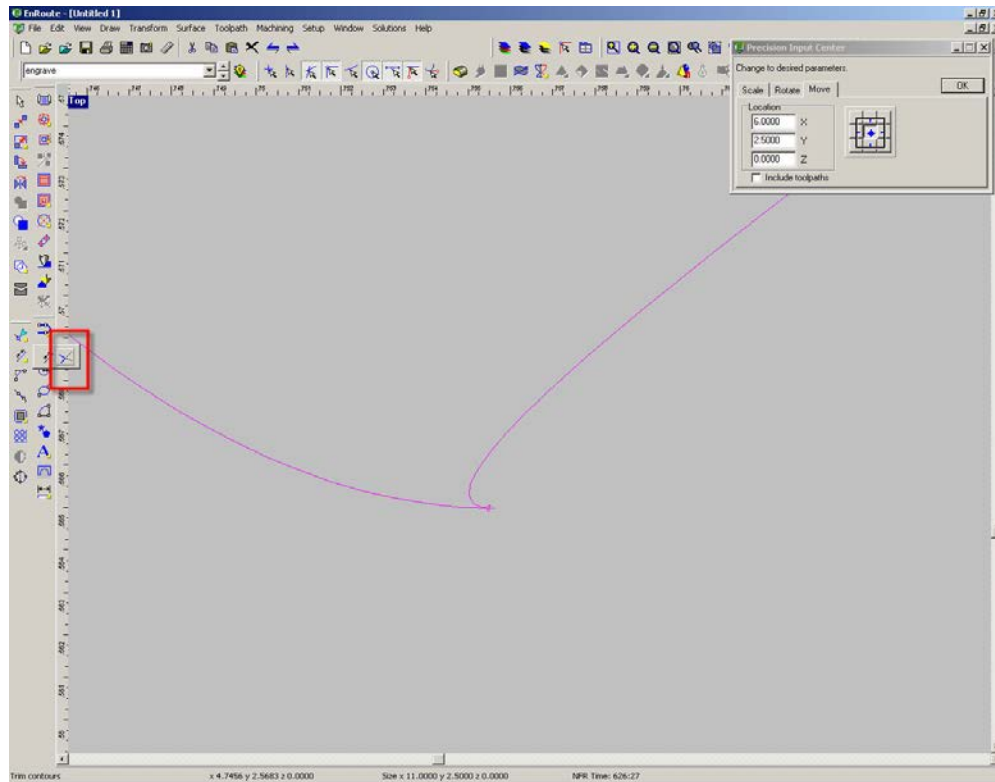 EnRoute - [Untitled 1]
File Edit View Draw Transform Surface Toolpath Machining Setup Window Solutions Help
engrave
Top
Precision Input Center
Change to desired parameters.
OK
Scale Rotate Move
Location
6.0000 X
2.5000 Y
0.0000 Z
Include toolpaths
Trim contours x 4.7456 y 2.5683 z 0.0000 Size x 11.0000 y 2.5000 z 0.0000 NFR Time: 626:27